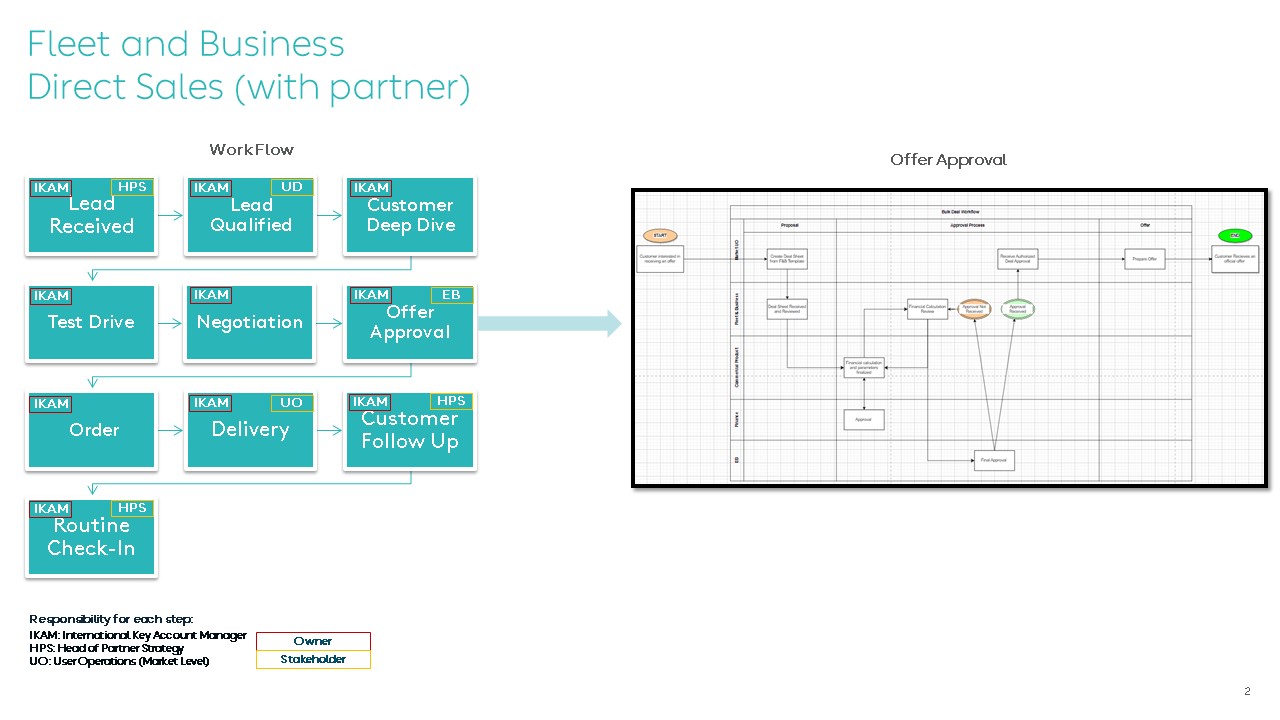 Fleet and Business
Direct Sales (with partner)
WorkFlow
Offer Approval
IKAM
HPS
Lead
Received
IKAM
UD
Lead
Qualified
IKAM
Customer
Deep Dive
IKAM
Test Drive
IKAM
Negotiation
IKAM
EB
Offer
Approval
IKAM
Order
IKAM
UO
Delivery
IKAM
HPS
Customer
Follow Up
IKAM
HPS
Routine
Check-In
Bulk Deal Workflow
Proposal
Approval Process
Offer
START
Customer interested in
receiving an offer
Create Deal Sheet
from F&B Template
Receive Authorized
Deal Approval
Prepare Offer
END
Customer Receives an
official offer
Fleet & Business
Deal Sheet Received
and Reviewed
Financial Calculation
Review
Approval Not
Received
Approval
Received
Commercial Product
Financial calculation
and parameters
finalized
Finance
Approval
EB
Final Approval
Responsibility for each step:
IKAM: International Key Account Manager
HPS: Head of Partner Strategy
UO: User Operations (Market Level)
Owner
Stakeholder
2